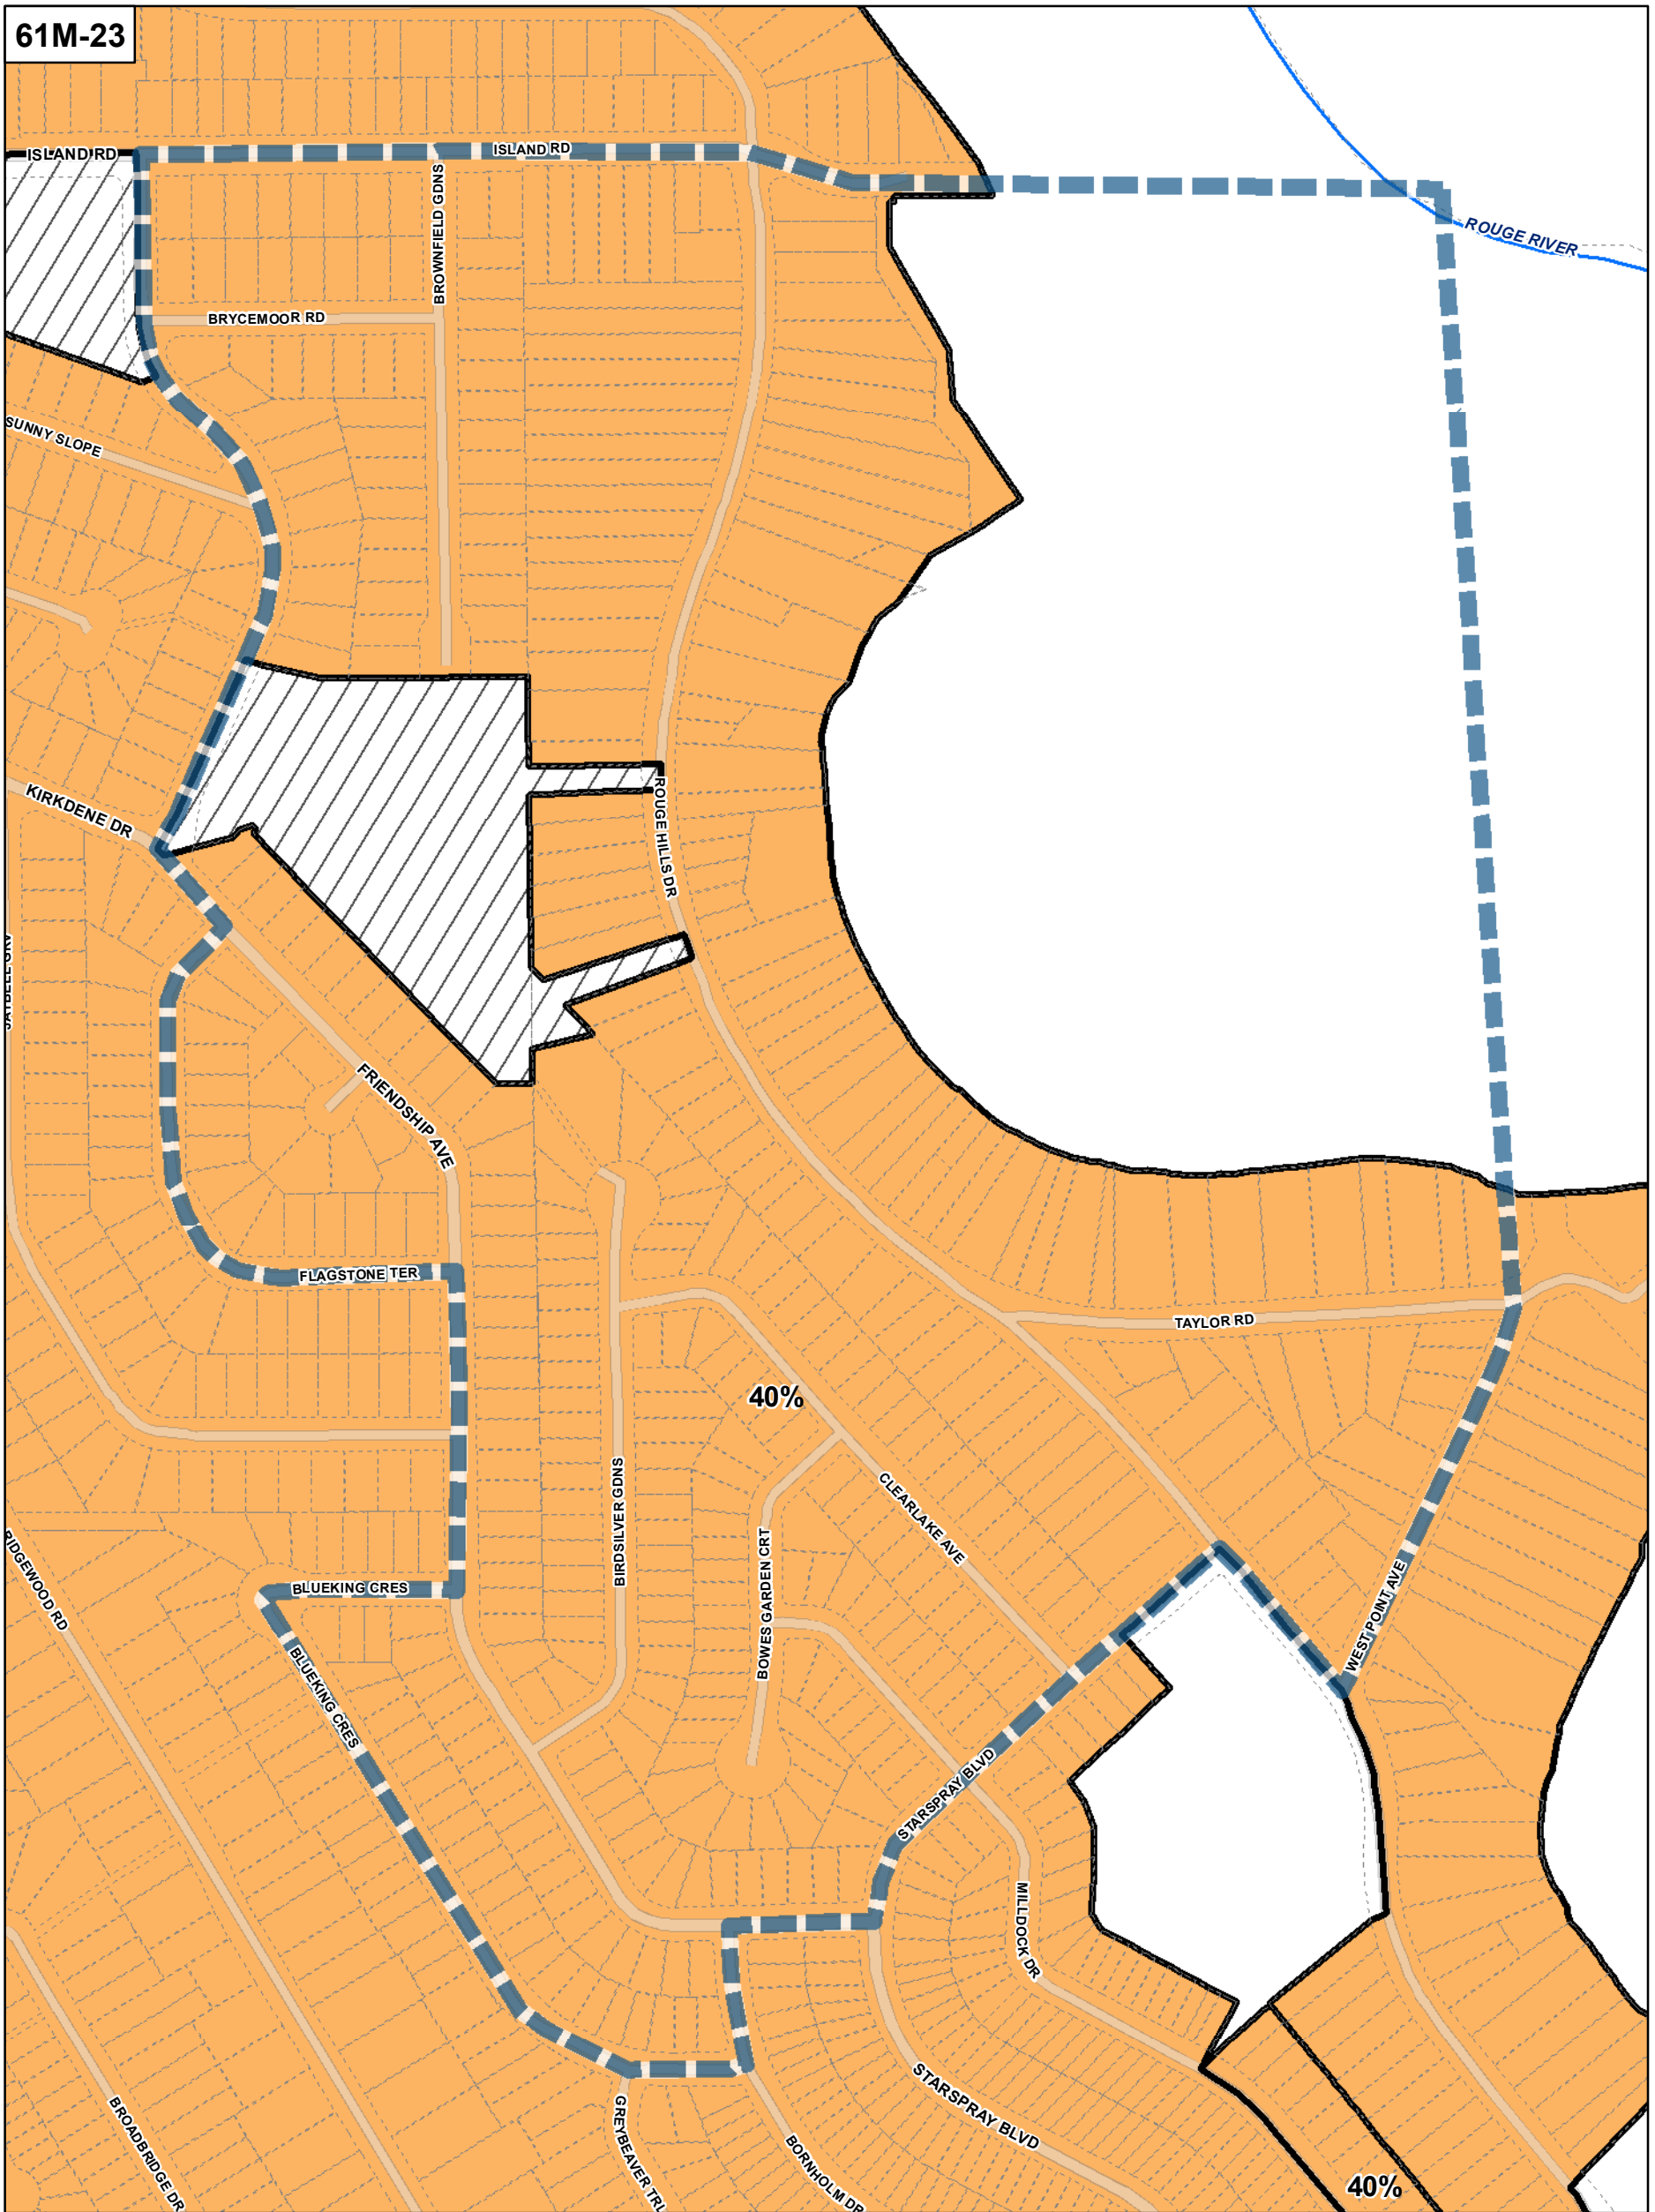 61M-23
ISLAND RD
ISLAND RD
BROWNFIELD GDNS
ROUGE RIVER
BRYCEMOOR RD
SUNNY SLOPE
KIRKDENE DR
ROUGE HILLS DR
FRIENDSHIP AVE
FLAGSTONE TER
TAYLOR RD
40%
BIRDSILVER GDNS
CLEARLAKE AVE
BOWES GARDEN CRT
RIDGEWOOD RD
BLUEKING CRES
WEST POINT AVE
BLUEKING CRES
STARSPRAY BLVD
MILLDOCK DR
STARSPRAY BLVD
GREYBEAVER TRL
BROADBRIDGE DR
BORNHOLM DR
40%